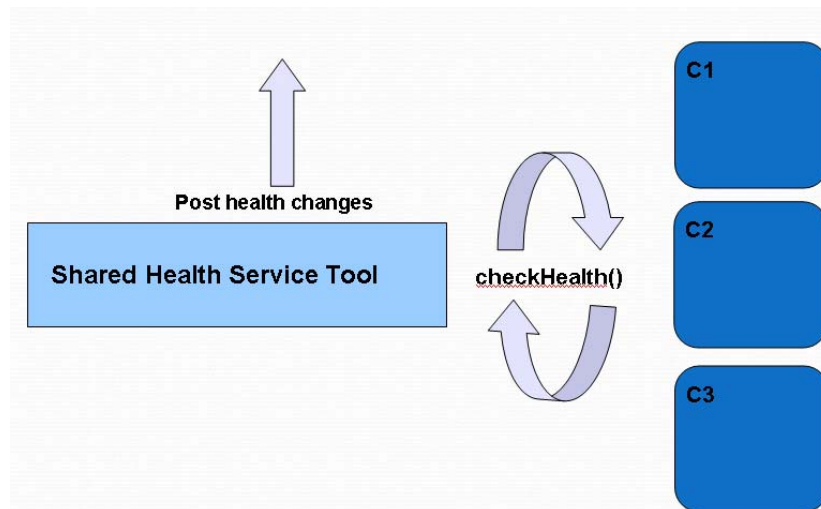 Post health changes
Shared Health Service Tool
checkHealth()
C1
C2
C3